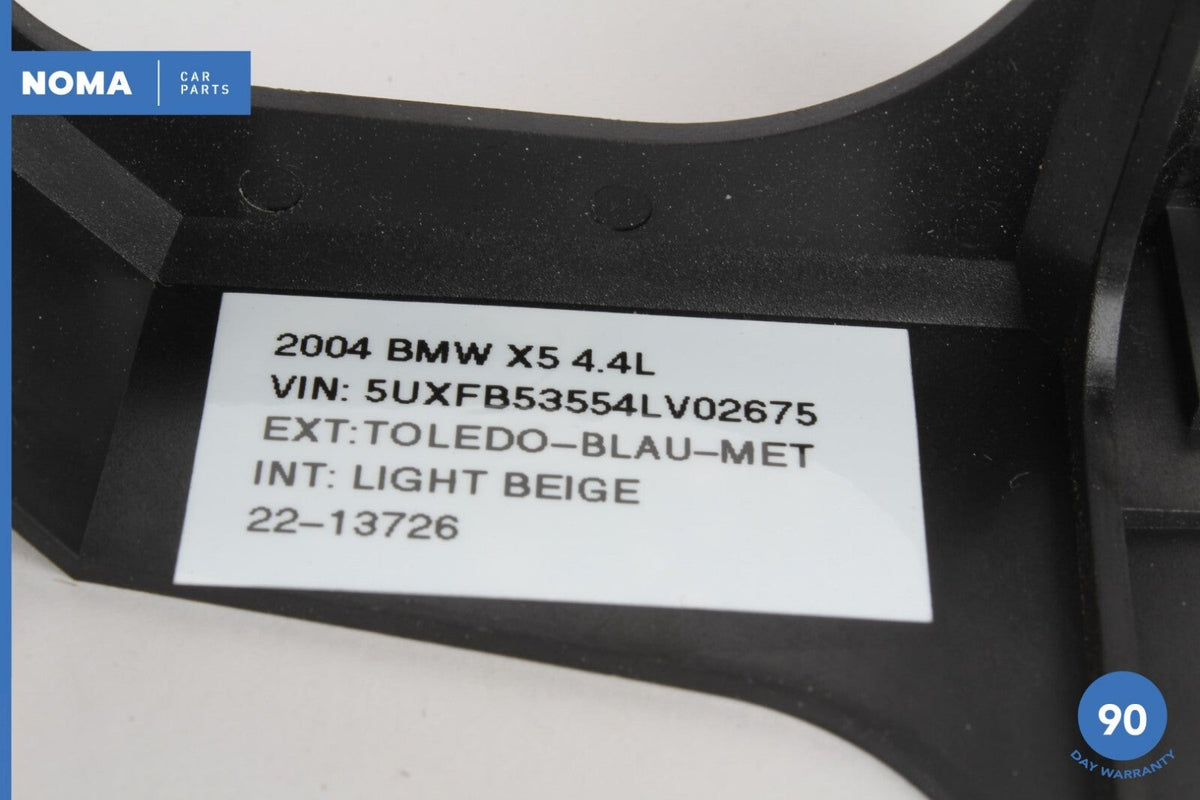 NOMA
CAR
PARTS
2004 BMW X5 4.4L
VIN: 5UXFB53554LV02675
EXT:TOLEDO-BLAU-MET
INT: LIGHT BEIGE
22-13726
90
DAY WARRANTY